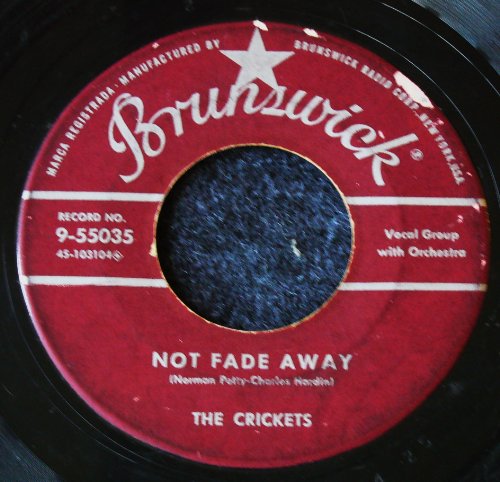 MARCA REGISTRADA · MANUFACTURED BY BRUNSWICK RADIO CORP. · NEW YORK, USA
Brunswick®
RECORD NO.
9-55035
45-103104
Vocal Group
with Orchestra
NOT FADE AWAY
(Norman Petty-Charles Hardin)
THE CRICKETS